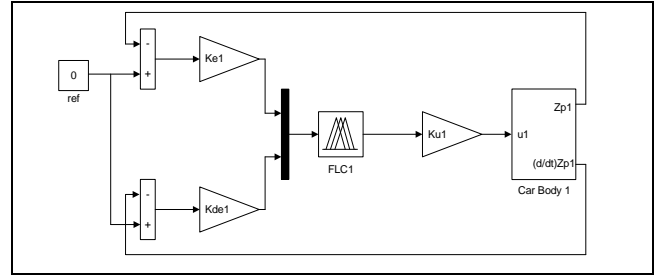 -
+
Ke1
0
ref
Zp1
Ku1
u1
FLC1
(d/dt)Zp1
Car Body 1
-
+
Kde1